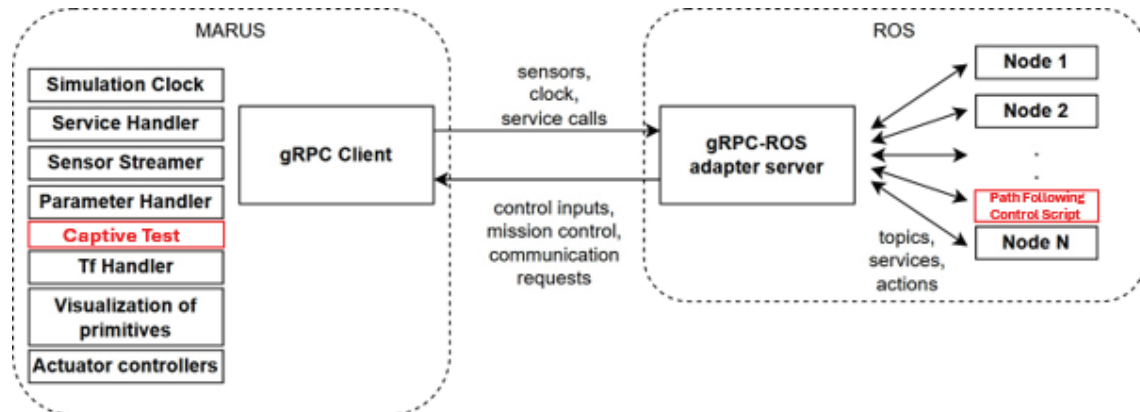 MARUS
Simulation Clock
Service Handler
Sensor Streamer
Parameter Handler
Captive Test
Tf Handler
Visualization of
primitives
Actuator controllers
gRPC Client
sensors,
clock,
service calls
control inputs,
mission control,
communication
requests
ROS
gRPC-ROS
adapter server
topics,
services,
actions
Node 1
Node 2
.
.
Path Following
Control Script
Node N